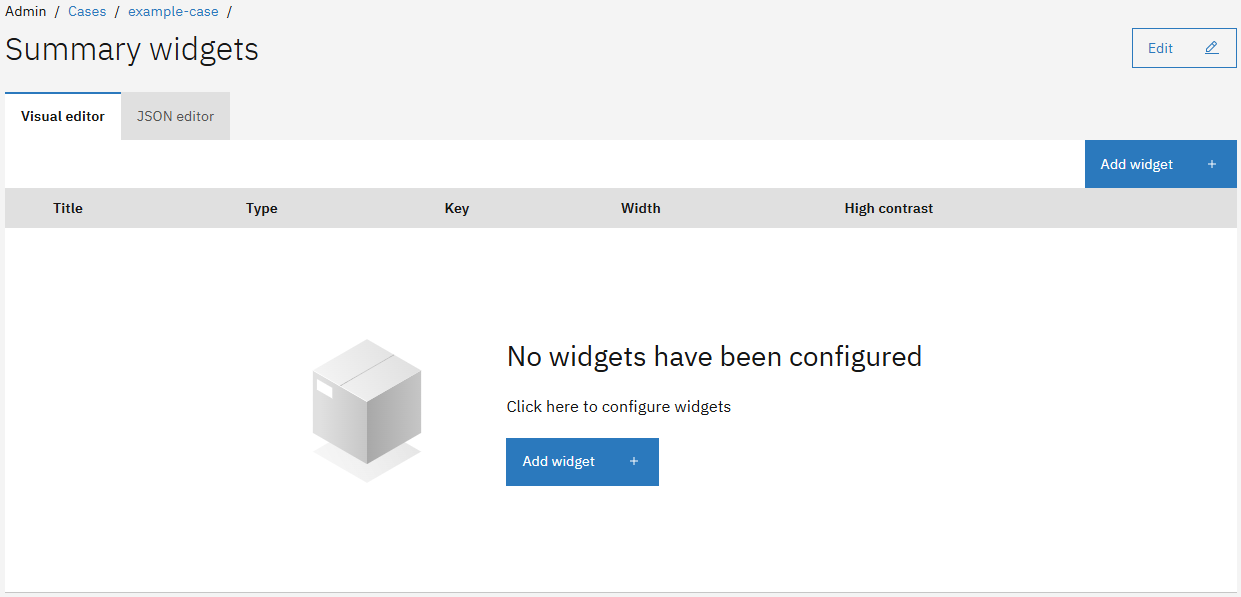 Admin / Cases / example-case /
Summary widgets
Edit
Visual editor JSON editor
Add widget +
Title Type Key Width High contrast
No widgets have been configured
Click here to configure widgets
Add widget +